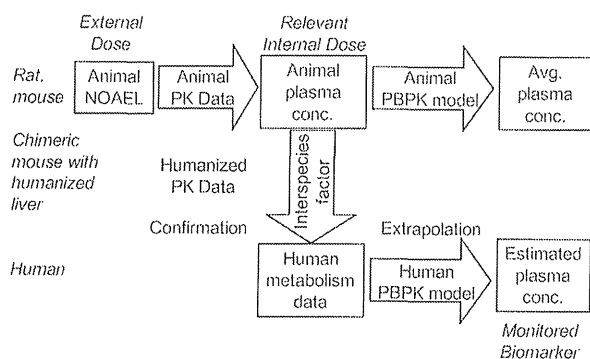 External
Dose
Relevant
Internal Dose
Rat,
mouse
Animal
NOAEL
Animal
PK Data
Animal
plasma
conc.
Animal
PBPK model
Avg.
plasma
conc.
Chimeric
mouse with
humanized
liver
Humanized
PK Data
Interspecies
factor
Confirmation
Extrapolation
Human
Human
metabolism
data
Human
PBPK model
Estimated
plasma
conc.
Monitored
Biomarker